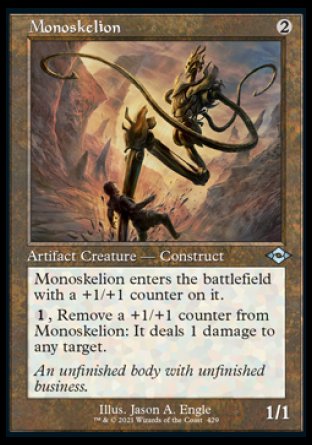 Monoskelion 2
Artifact Creature — Construct
Monoskelion enters the battlefield
with a +1/+1 counter on it.
1, Remove a +1/+1 counter from
Monoskelion: It deals 1 damage to
any target.
An unfinished body with unfinished
business.
Illus. Jason A. Engle
™ & © 2021 Wizards of the Coast 429
1/1